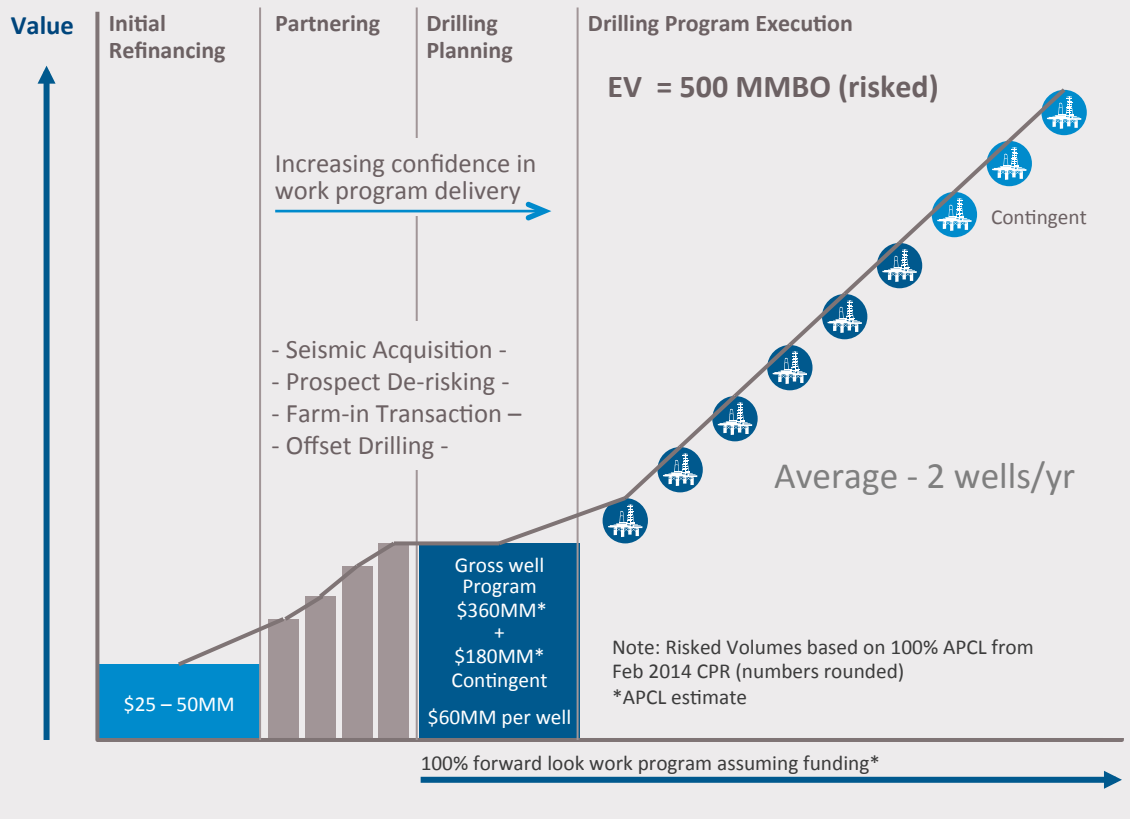 Value
Initial
Refinancing
Partnering
Drilling
Planning
Drilling Program Execution
EV = 500 MMBO (risked)
Increasing confidence in
work program delivery
Contingent
- Seismic Acquisition -
- Prospect De-risking -
- Farm-in Transaction –
- Offset Drilling -
Average - 2 wells/yr
Gross well
Program
$360MM*
+
$180MM*
Contingent
$60MM per well
$25 – 50MM
Note: Risked Volumes based on 100% APCL from
Feb 2014 CPR (numbers rounded)
*APCL estimate
100% forward look work program assuming funding*